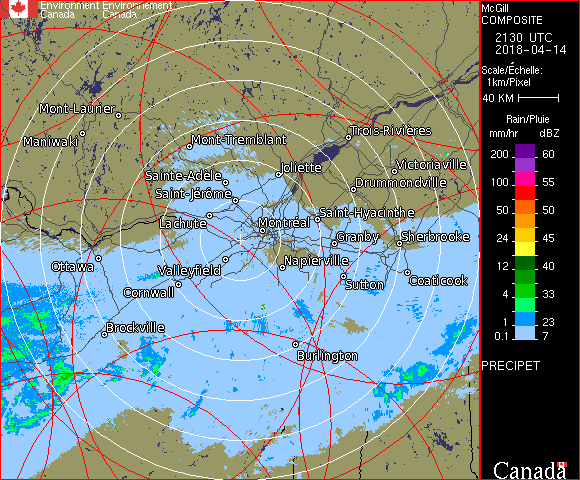 Environment Environnement
Canada Canada
Mont-Laurier
Maniwaki
Mont-Tremblant
Trois-Rivières
Sainte-Adèle
Joliette
Victoriaville
Saint-Jérôme
Drummondville
Lachute
Montréal
Saint-Hyacinthe
Granby
Sherbrooke
Ottawa
Valleyfield
Napierville
Cornwall
Sutton
Coaticook
Brockville
Burlington
McGill
COMPOSITE
2130 UTC
2018-04-14
Scale/Échelle:
1km/Pixel
40 KM
Rain/Pluie
mm/hr dBZ
200 60
100 55
50 50
24 45
12 40
4 33
1 23
0.1 7
PRECIPET
Canada